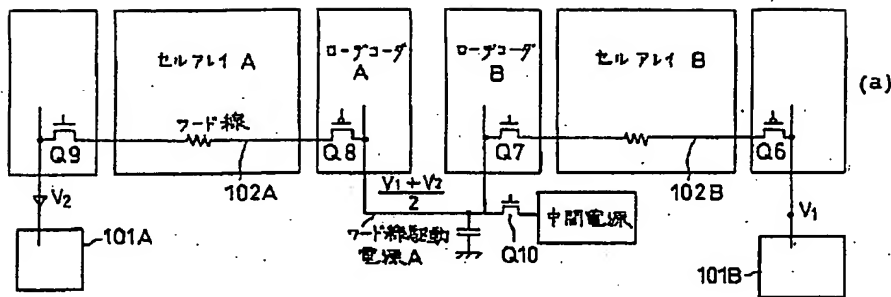 セルアレイ A
ローデコーダ
A
ローデコーダ
B
セルアレイ B
(a)
ワード線
Q9
Q8
Q7
Q6
102A
102B
V2
V1+V2
2
V1
ワード線駆動
電源A
Q10
中間電源
101A
101B